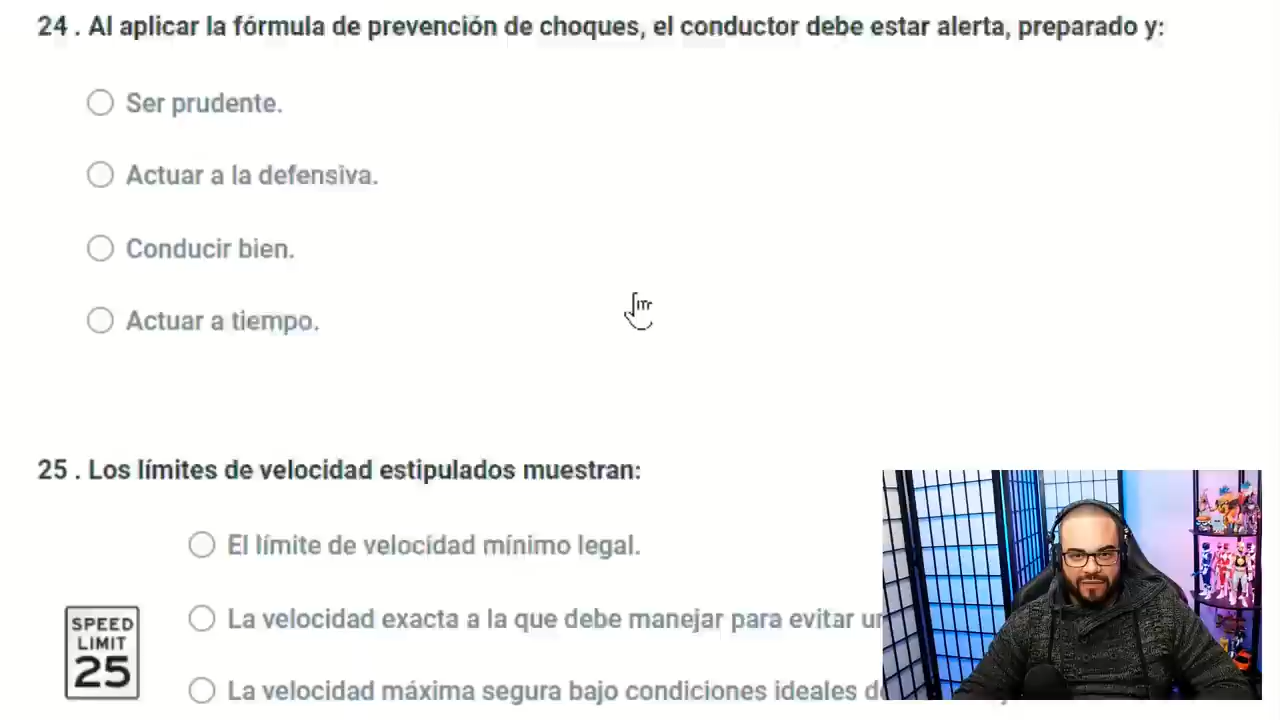 24 . Al aplicar la fórmula de prevención de choques, el conductor debe estar alerta, preparado y:
Ser prudente.
Actuar a la defensiva.
Conducir bien.
Actuar a tiempo.
25 . Los límites de velocidad estipulados muestran:
El límite de velocidad mínimo legal.
SPEED
LIMIT
25
La velocidad exacta a la que debe manejar para evitar
La velocidad máxima segura bajo condiciones ideales